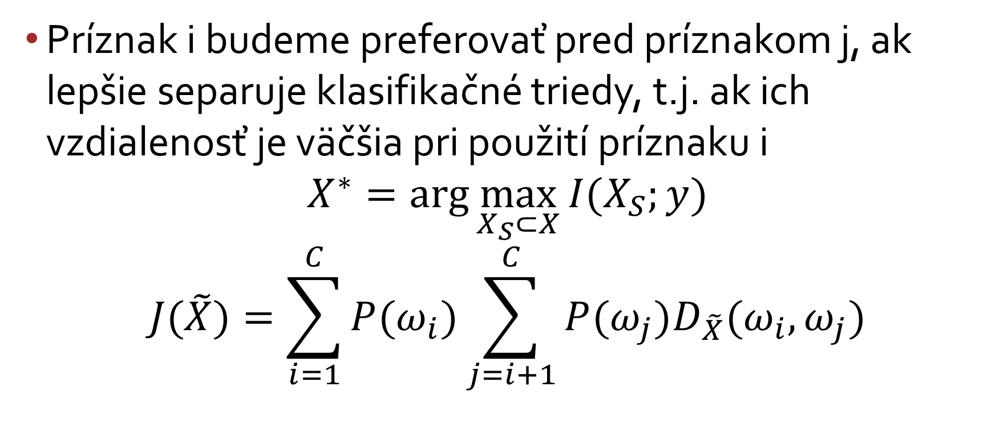 • Príznak i budeme preferovať pred príznakom j, ak
lepšie separuje klasifikačné triedy, t.j. ak ich
vzdialenosť je väčšia pri použití príznaku i
$X^* = \arg \max_{X_S \subset X} I(X_S; y)$
$J(\tilde{X}) = \sum_{i=1}^{C} P(\omega_i) \sum_{j=i+1}^{C} P(\omega_j) D_{\tilde{X}}(\omega_i, \omega_j)$